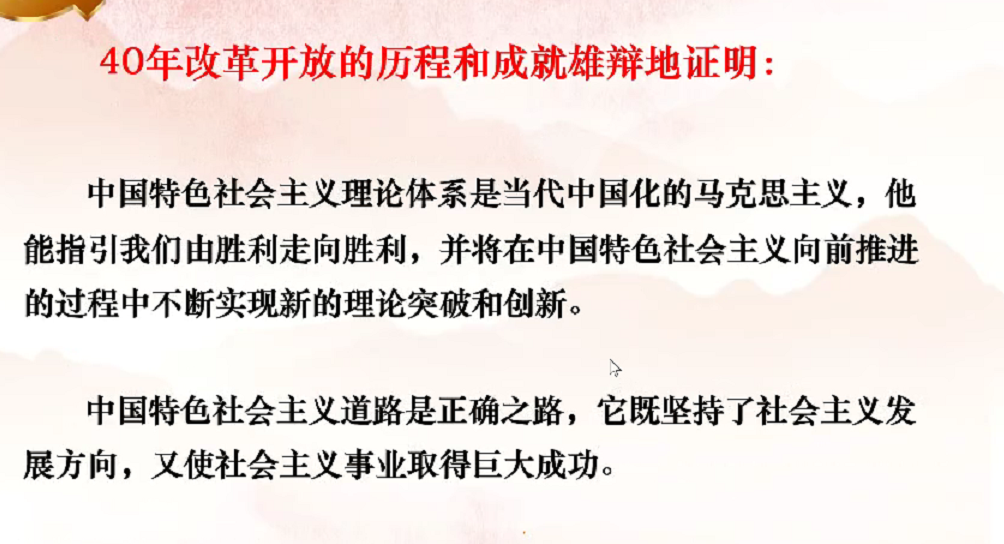 40年改革开放的历程和成就雄辩地证明：
中国特色社会主义理论体系是当代中国化的马克思主义，他
能指引我们由胜利走向胜利，并将在中国特色社会主义向前推进
的过程中不断实现新的理论突破和创新。
中国特色社会主义道路是正确之路，它既坚持了社会主义发
展方向，又使社会主义事业取得巨大成功。